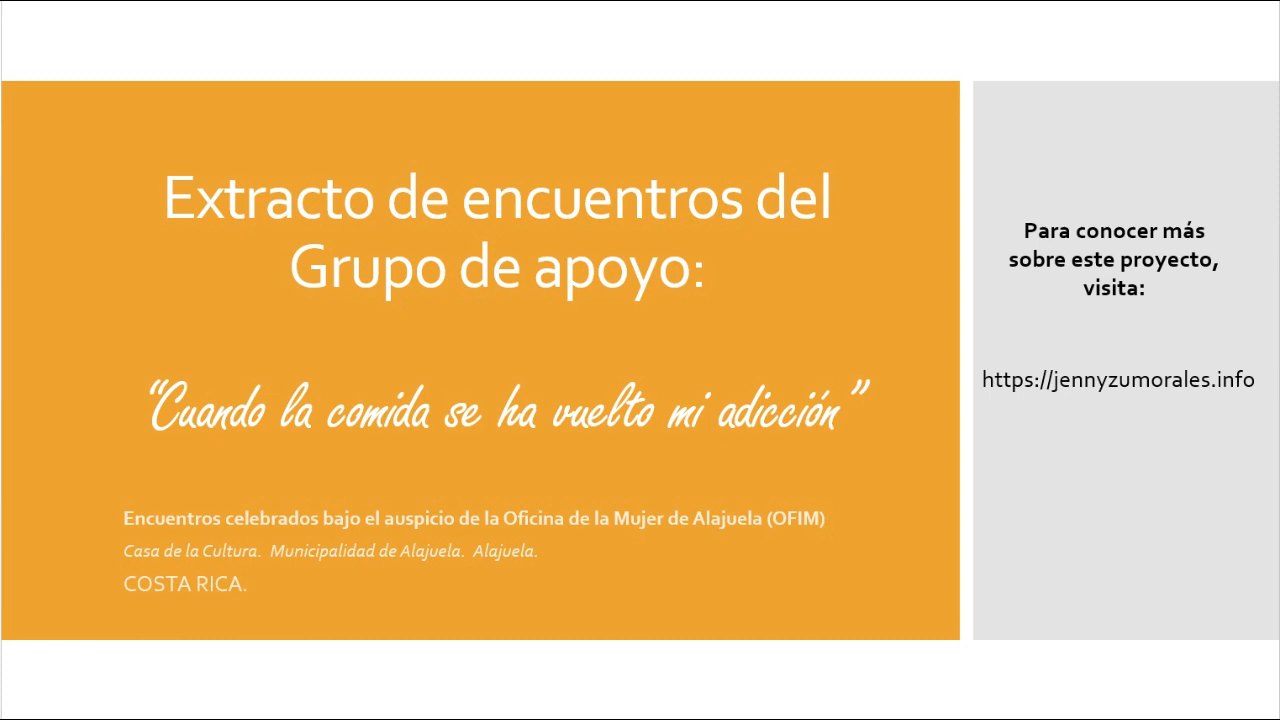 Extracto de encuentros del
Grupo de apoyo:
“Cuando la comida se ha vuelto mi adicción”
Encuentros celebrados bajo el auspicio de la Oficina de la Mujer de Alajuela (OFIM)
Casa de la Cultura. Municipalidad de Alajuela. Alajuela.
COSTA RICA.
Para conocer más
sobre este proyecto,
visita:
https://jennyzumorales.info